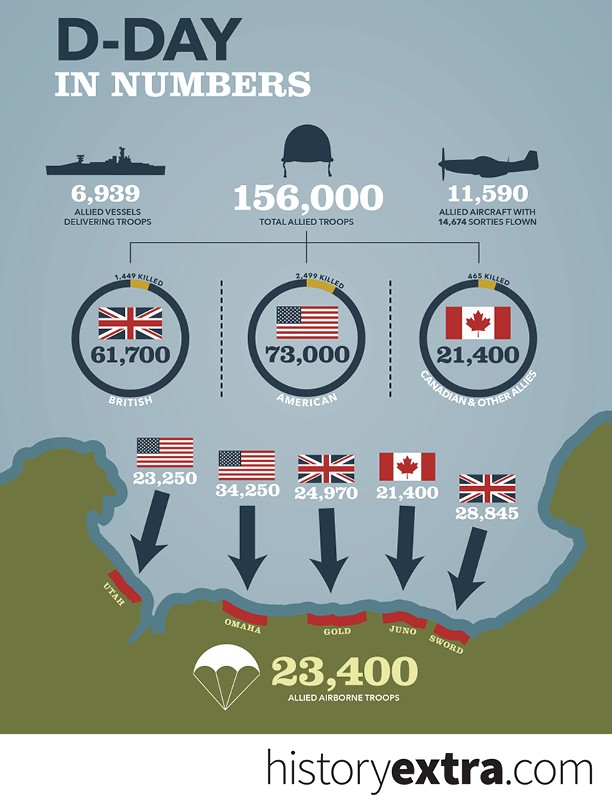 D-DAY
IN NUMBERS
6,939
ALLIED VESSELS
DELIVERING TROOPS
156,000
TOTAL ALLIED TROOPS
11,590
ALLIED AIRCRAFT WITH
14,674 SORTIES FLOWN
1,449 KILLED
61,700
BRITISH
2,499 KILLED
73,000
AMERICAN
465 KILLED
21,400
CANADIAN & OTHER ALLIES
23,250
34,250
24,970
21,400
28,845
UTAH
OMAHA
GOLD
JUNO
SWORD
23,400
ALLIED AIRBORNE TROOPS
historyextra.com